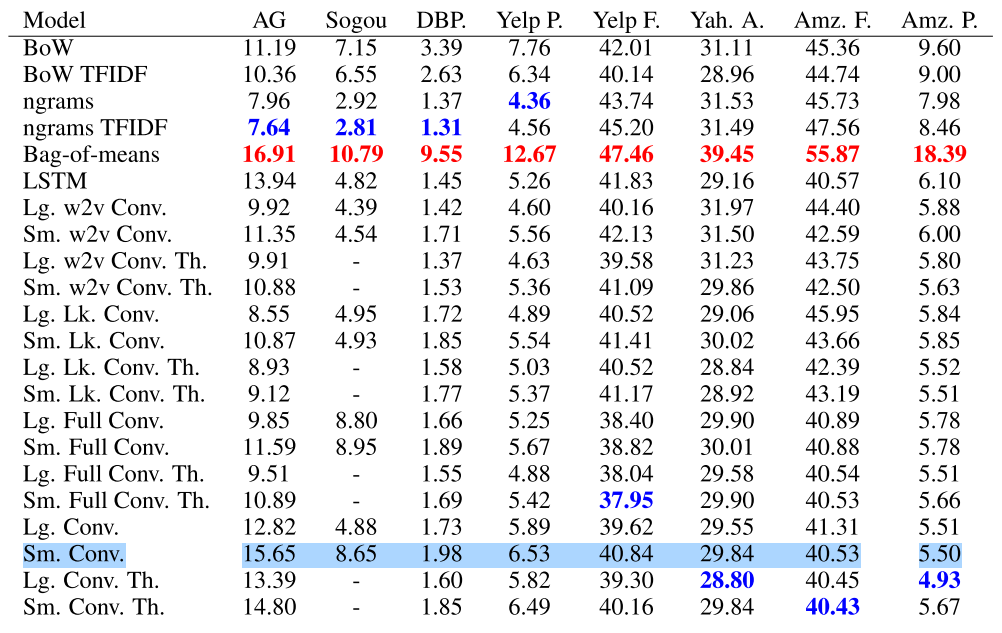 Model AG Sogou DBP. Yelp P. Yelp F. Yah. A. Amz. F. Amz. P.
BoW 11.19 7.15 3.39 7.76 42.01 31.11 45.36 9.60
BoW TFIDF 10.36 6.55 2.63 6.34 40.14 28.96 44.74 9.00
ngrams 7.96 2.92 1.37 4.36 43.74 31.53 45.73 7.98
ngrams TFIDF 7.64 2.81 1.31 4.56 45.20 31.49 47.56 8.46
Bag-of-means 16.91 10.79 9.55 12.67 47.46 39.45 55.87 18.39
LSTM 13.94 4.82 1.45 5.26 41.83 29.16 40.57 6.10
Lg. w2v Conv. 9.92 4.39 1.42 4.60 40.16 31.97 44.40 5.88
Sm. w2v Conv. 11.35 4.54 1.71 5.56 42.13 31.50 42.59 6.00
Lg. w2v Conv. Th. 9.91 - 1.37 4.63 39.58 31.23 43.75 5.80
Sm. w2v Conv. Th. 10.88 - 1.53 5.36 41.09 29.86 42.50 5.63
Lg. Lk. Conv. 8.55 4.95 1.72 4.89 40.52 29.06 45.95 5.84
Sm. Lk. Conv. 10.87 4.93 1.85 5.54 41.41 30.02 43.66 5.85
Lg. Lk. Conv. Th. 8.93 - 1.58 5.03 40.52 28.84 42.39 5.52
Sm. Lk. Conv. Th. 9.12 - 1.77 5.37 41.17 28.92 43.19 5.51
Lg. Full Conv. 9.85 8.80 1.66 5.25 38.40 29.90 40.89 5.78
Sm. Full Conv. 11.59 8.95 1.89 5.67 38.82 30.01 40.88 5.78
Lg. Full Conv. Th. 9.51 - 1.55 4.88 38.04 29.58 40.54 5.51
Sm. Full Conv. Th. 10.89 - 1.69 5.42 37.95 29.90 40.53 5.66
Lg. Conv. 12.82 4.88 1.73 5.89 39.62 29.55 41.31 5.51
Sm. Conv. 15.65 8.65 1.98 6.53 40.84 29.84 40.53 5.50
Lg. Conv. Th. 13.39 - 1.60 5.82 39.30 28.80 40.45 4.93
Sm. Conv. Th. 14.80 - 1.85 6.49 40.16 29.84 40.43 5.67